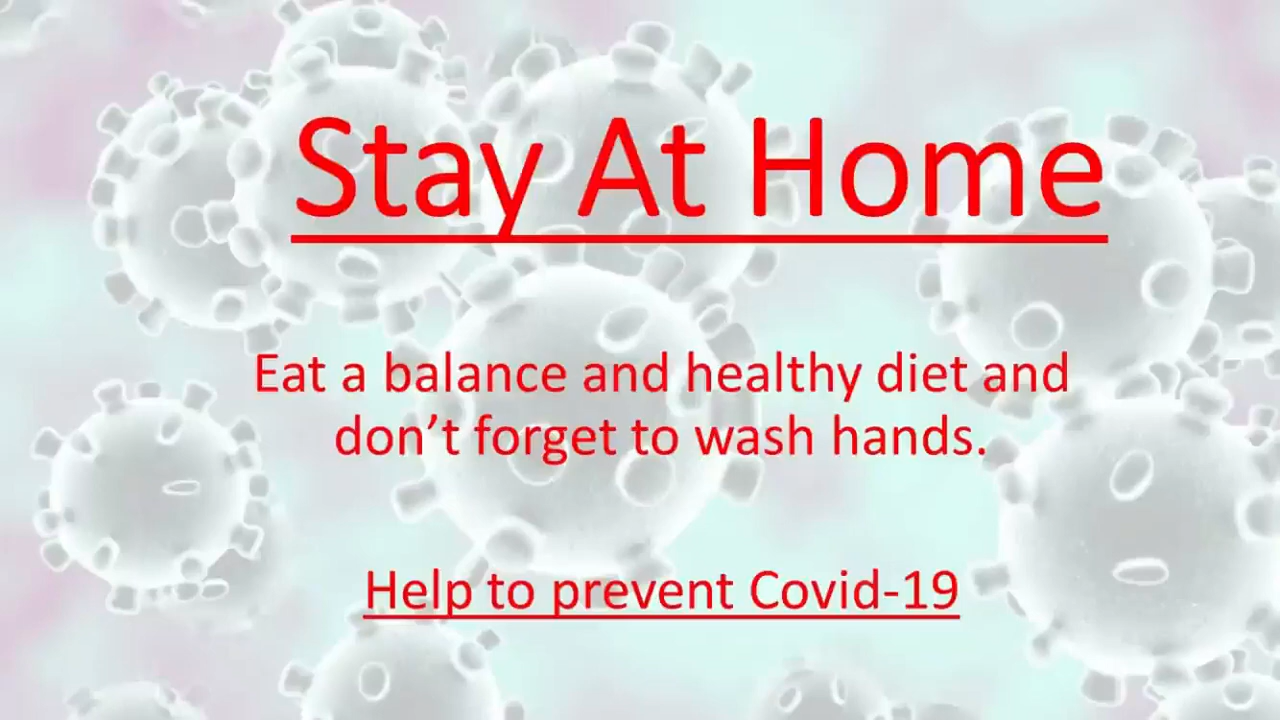 Stay At Home
Eat a balance and healthy diet and
don’t forget to wash hands.
Help to prevent Covid-19